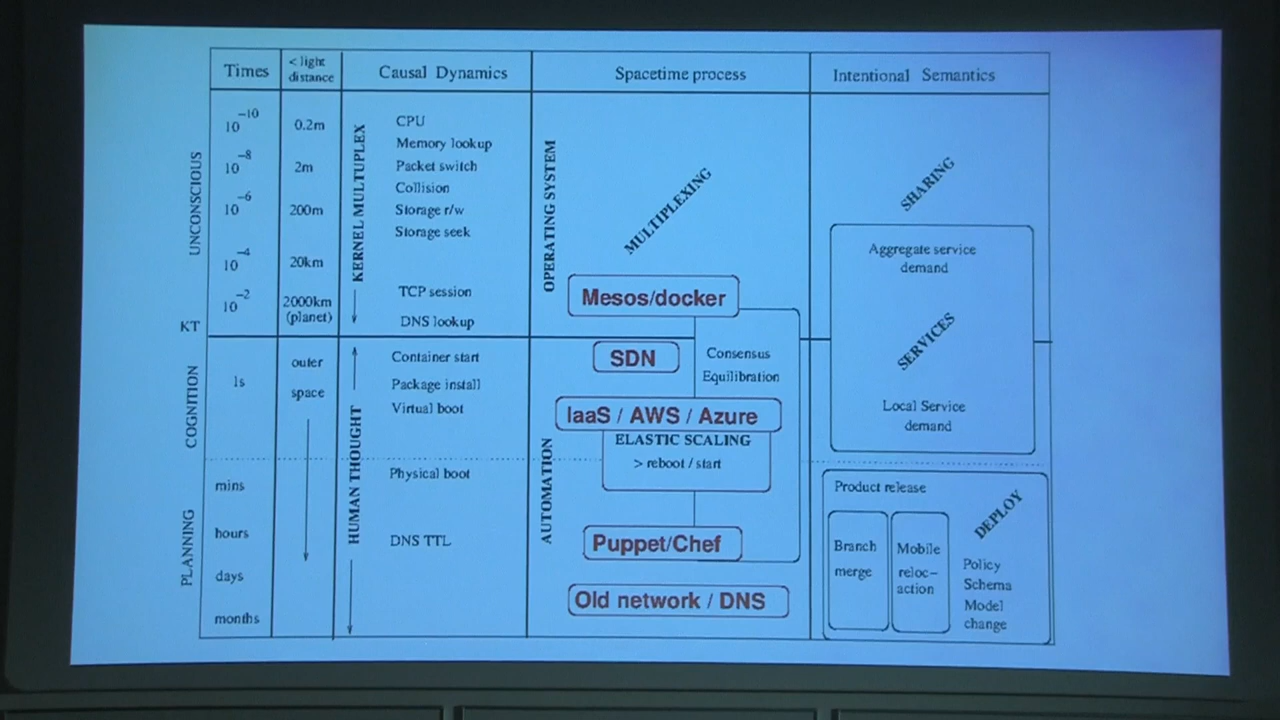 Times
< light
distance
Causal Dynamics
Spacetime process
Intentional Semantics
UNCONSCIOUS
KT
COGNITION
PLANNING
10^-10
10^-8
10^-6
10^-4
10^-2
1s
mins
hours
days
months
0.2m
2m
200m
20km
2000km
(planet)
outer
space
KERNEL MULTUPLEX
HUMAN THOUGHT
CPU
Memory lookup
Packet switch
Collision
Storage r/w
Storage seek
TCP session
DNS lookup
Container start
Package install
Virtual boot
Physical boot
DNS TTL
OPERATING SYSTEM
AUTOMATION
MULTIPLEXING
Mesos/docker
SDN
Consensus
Equilibration
IaaS / AWS / Azure
ELASTIC SCALING
> reboot / start
Puppet/Chef
Old network / DNS
SHARING
Aggregate service
demand
SERVICES
Local Service
demand
Product release
DEPLOY
Branch
merge
Mobile
reloc-
action
Policy
Schema
Model
change